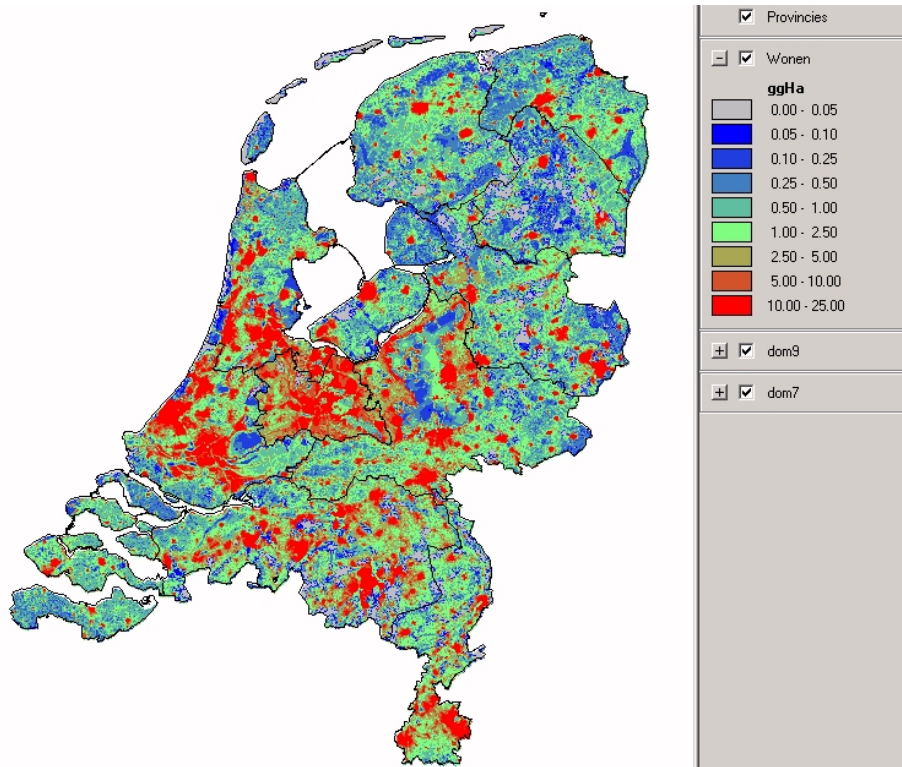 Provincies
Wonen
ggHa
0.00 - 0.05
0.05 - 0.10
0.10 - 0.25
0.25 - 0.50
0.50 - 1.00
1.00 - 2.50
2.50 - 5.00
5.00 - 10.00
10.00 - 25.00
dom9
dom7